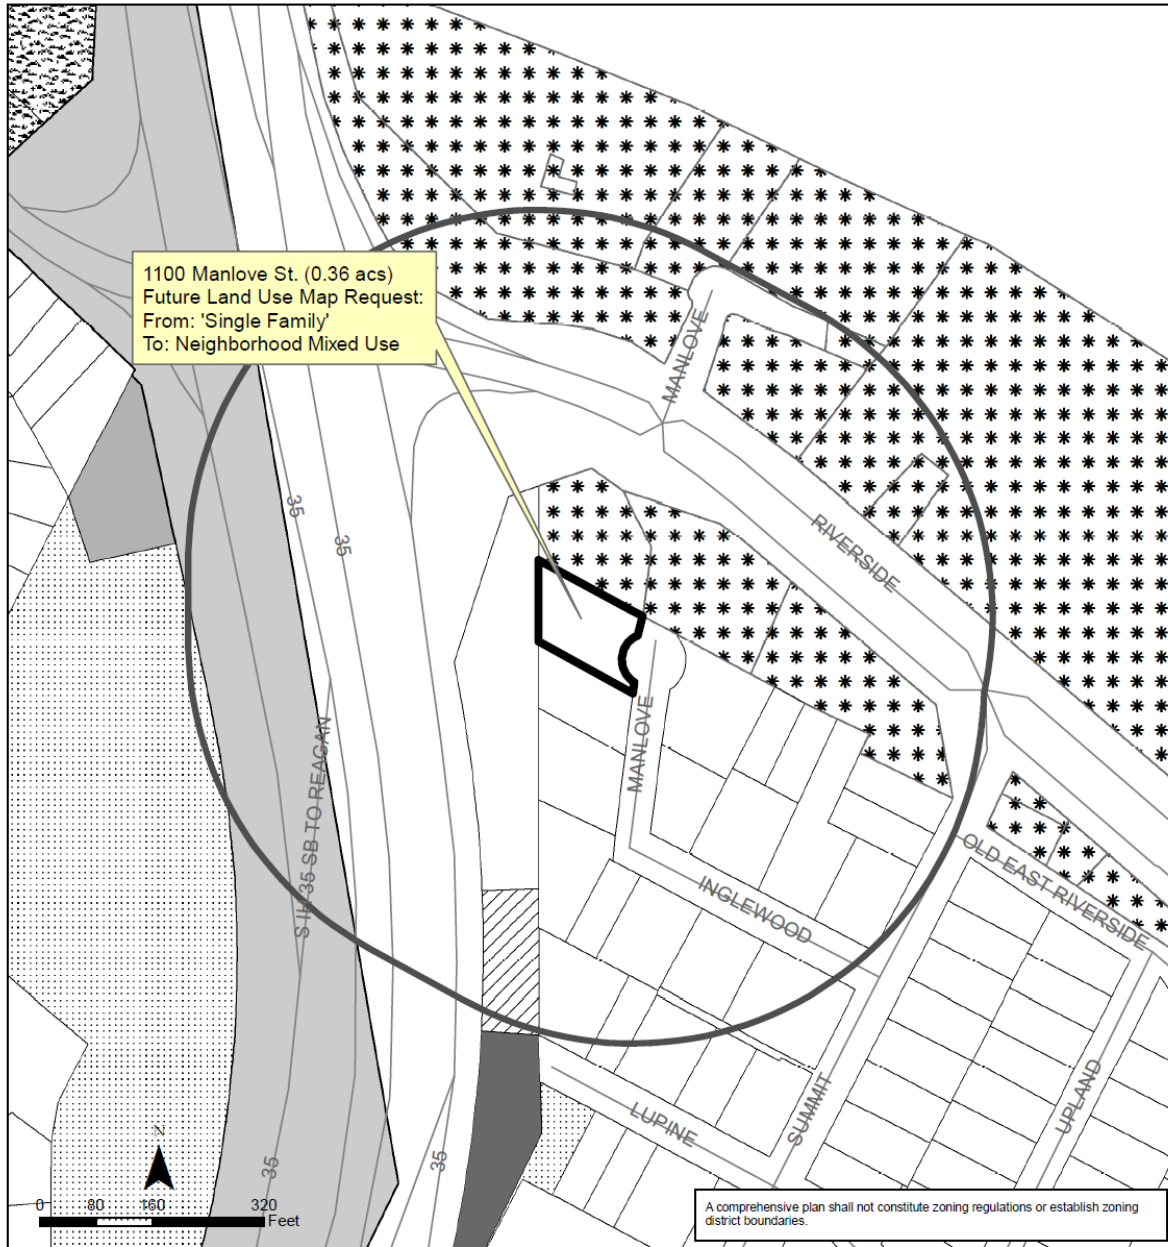 1100 Manlove St. (0.36 acs)
Future Land Use Map Request:
From: 'Single Family'
To: Neighborhood Mixed Use
MANLOVE
35
35
RIVERSIDE
MANLOVE
S IH 35 SB TO REAGAN
OLD EAST RIVERSIDE
INGLEWOOD
SUMMIT
UPLAND
LUPINE
35
35
N
0 80 160 320
Feet
A comprehensive plan shall not constitute zoning regulations or establish zoning
district boundaries.